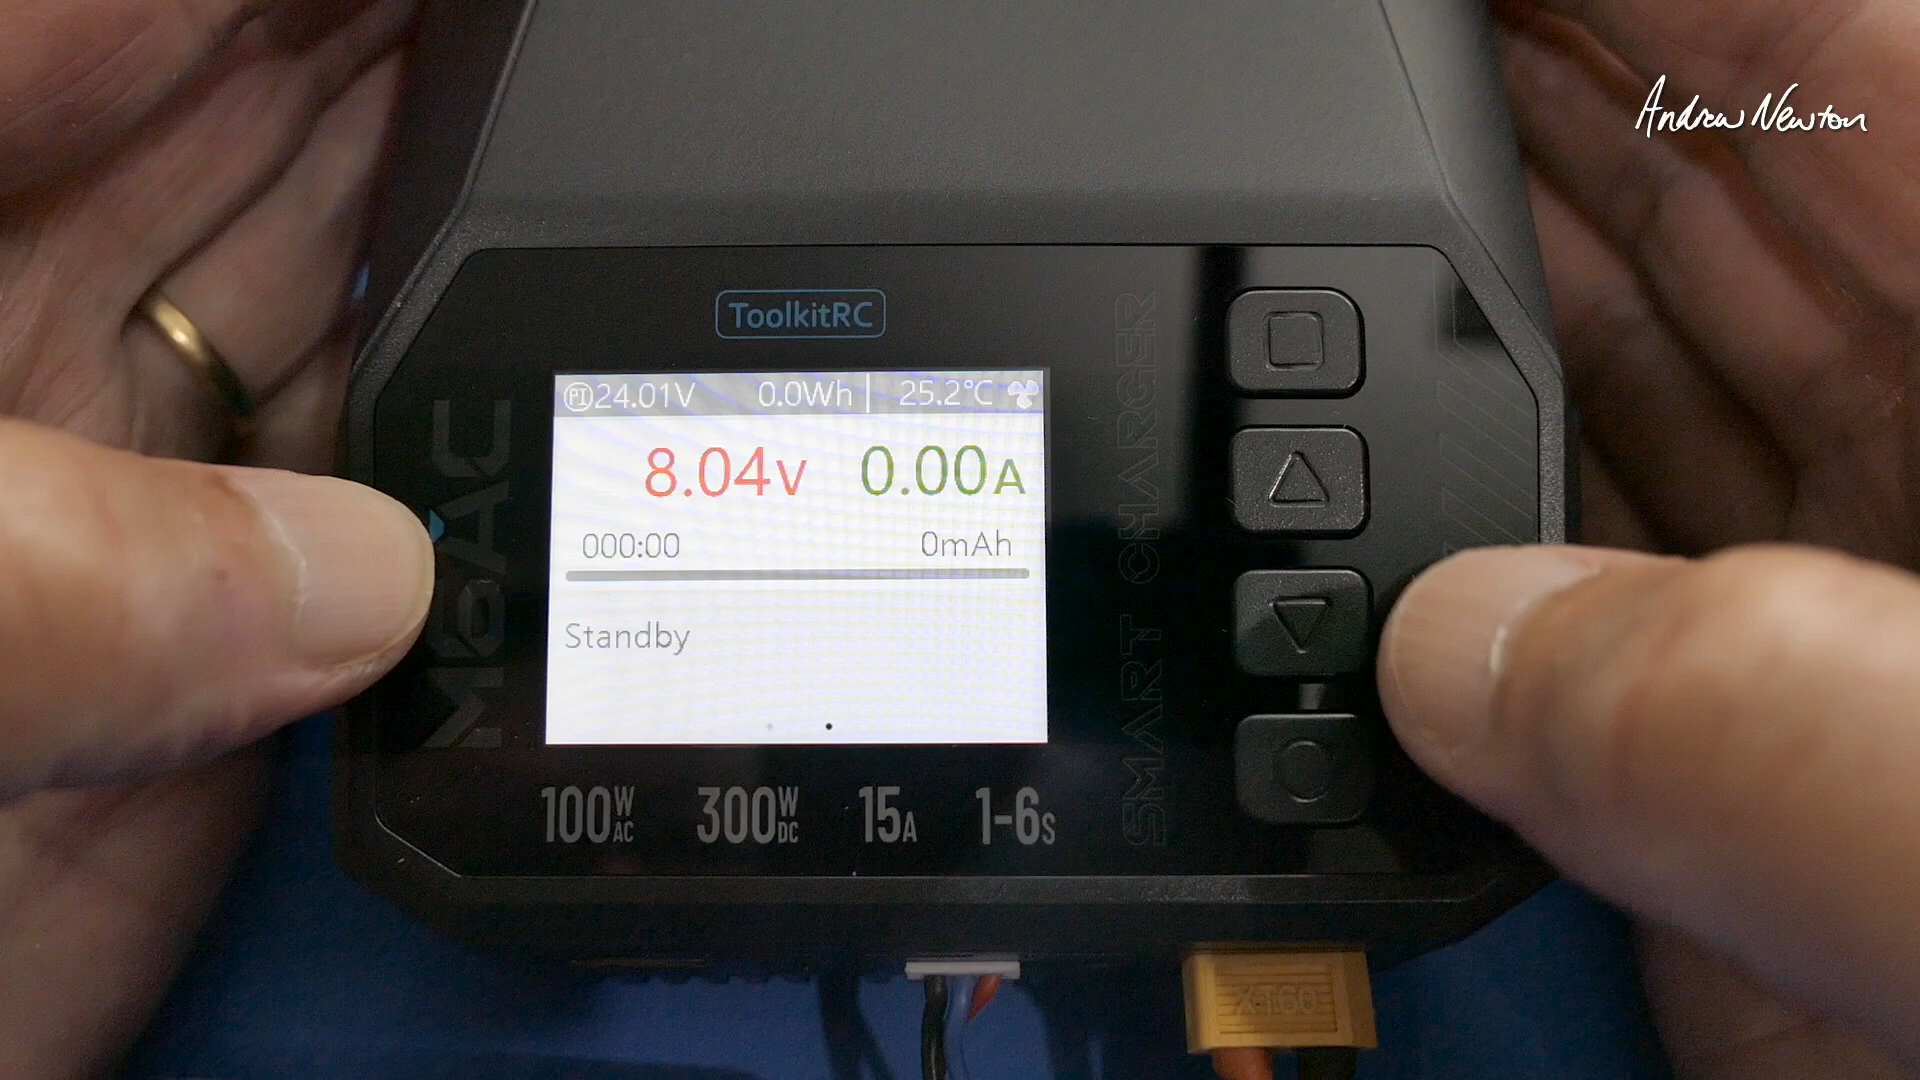 Andrew Newton
ToolkitRC
PI 24.01V 0.0Wh 25.2°C
8.04V 0.00A
000:00 0mAh
Standby
M6AC
SMART CHARGER
100W AC 300W DC 15A 1-6S
XT60